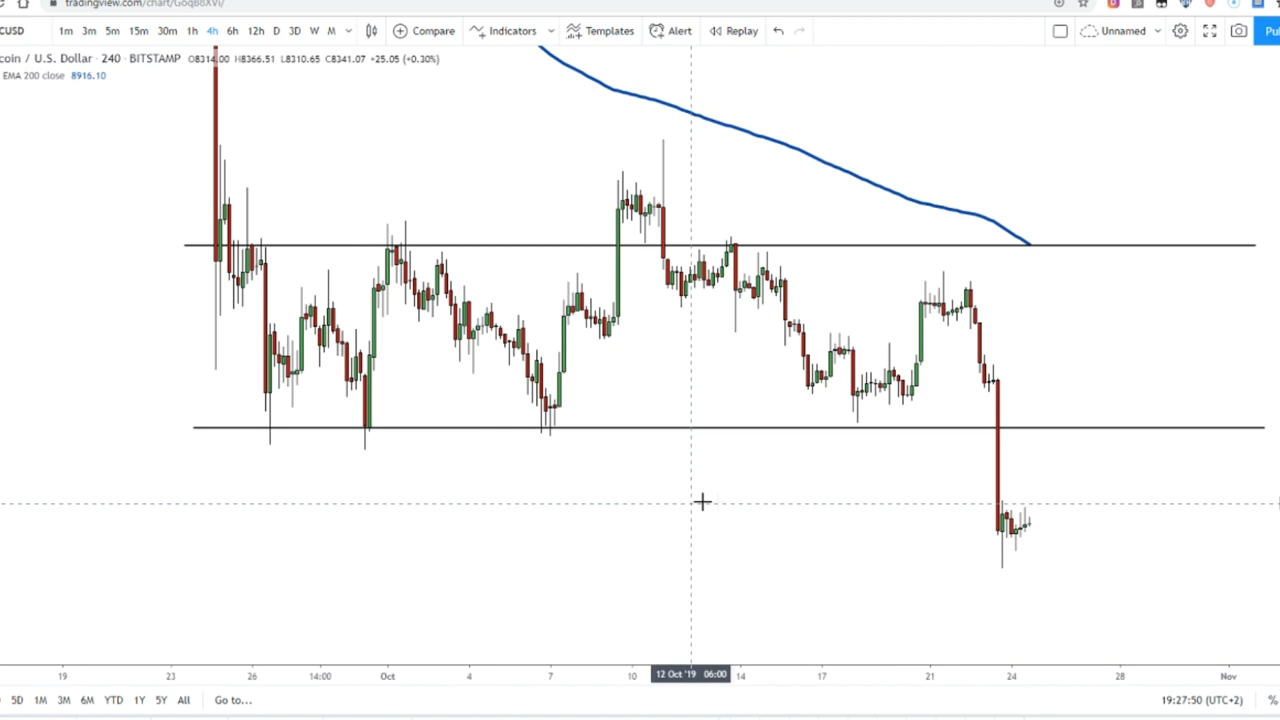 tradingview.com/chart/GoqB8XVi/
CUSD 1m 3m 5m 15m 30m 1h 4h 6h 12h D 3D W M Compare Indicators Templates Alert Replay Unnamed Pu
coin / U.S. Dollar · 240 · BITSTAMP O8314.00 H8366.51 L8310.65 C8341.07 +25.05 (+0.30%)
EMA 200 close 8916.10
19 23 26 14:00 Oct 4 7 10 12 Oct '19 06:00 14 17 21 24 28 Nov
5D 1M 3M 6M YTD 1Y 5Y All Go to... 19:27:50 (UTC+2) %